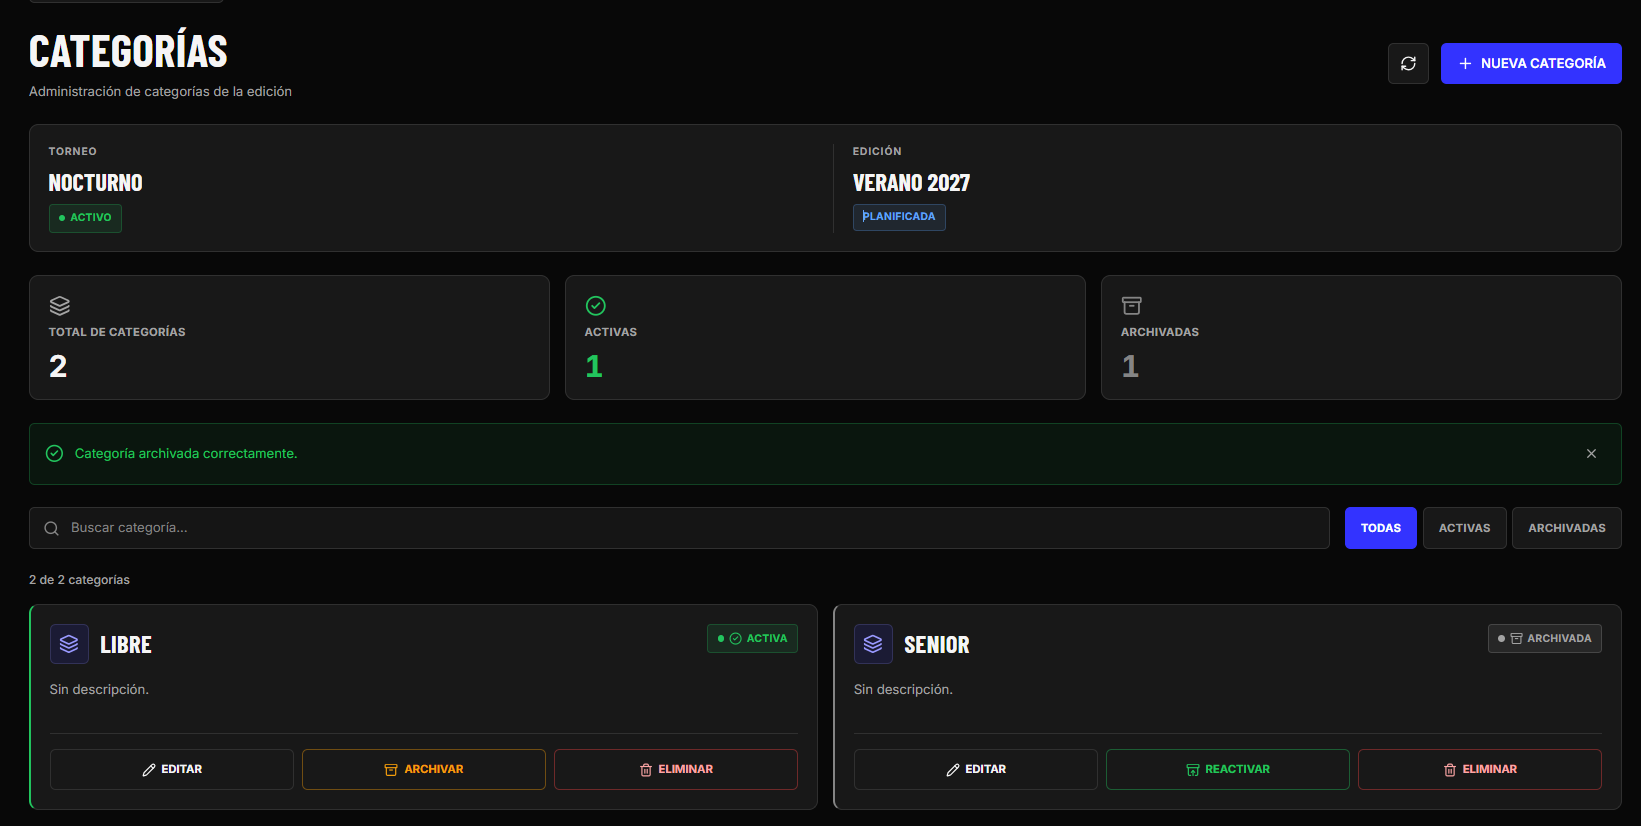 CATEGORÍAS
Administración de categorías de la edición
NUEVA CATEGORÍA
TORNEO
NOCTURNO
ACTIVO
EDICIÓN
VERANO 2027
PLANIFICADA
TOTAL DE CATEGORÍAS
2
ACTIVAS
1
ARCHIVADAS
1
Categoría archivada correctamente.
Buscar categoría...
TODAS
ACTIVAS
ARCHIVADAS
2 de 2 categorías
LIBRE
ACTIVA
Sin descripción.
EDITAR
ARCHIVAR
ELIMINAR
SENIOR
ARCHIVADA
Sin descripción.
EDITAR
REACTIVAR
ELIMINAR